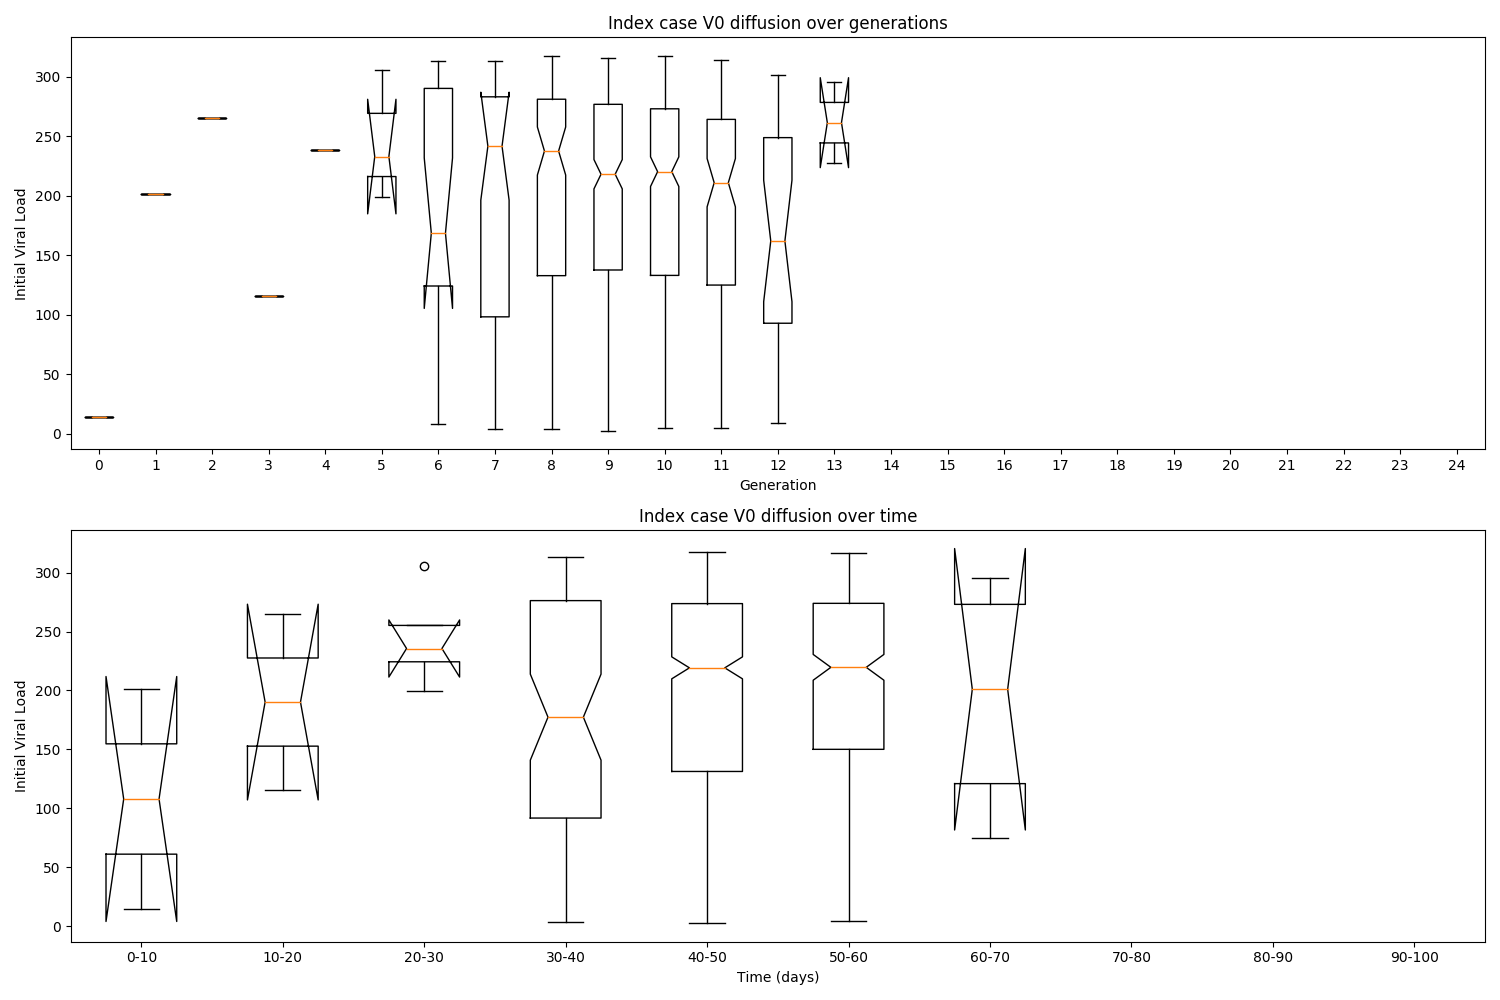 Index case V0 diffusion over generations
Initial Viral Load
300
250
200
150
100
50
0
0 1 2 3 4 5 6 7 8 9 10 11 12 13 14 15 16 17 18 19 20 21 22 23 24
Generation
Index case V0 diffusion over time
Initial Viral Load
300
250
200
150
100
50
0
0-10 10-20 20-30 30-40 40-50 50-60 60-70 70-80 80-90 90-100
Time (days)